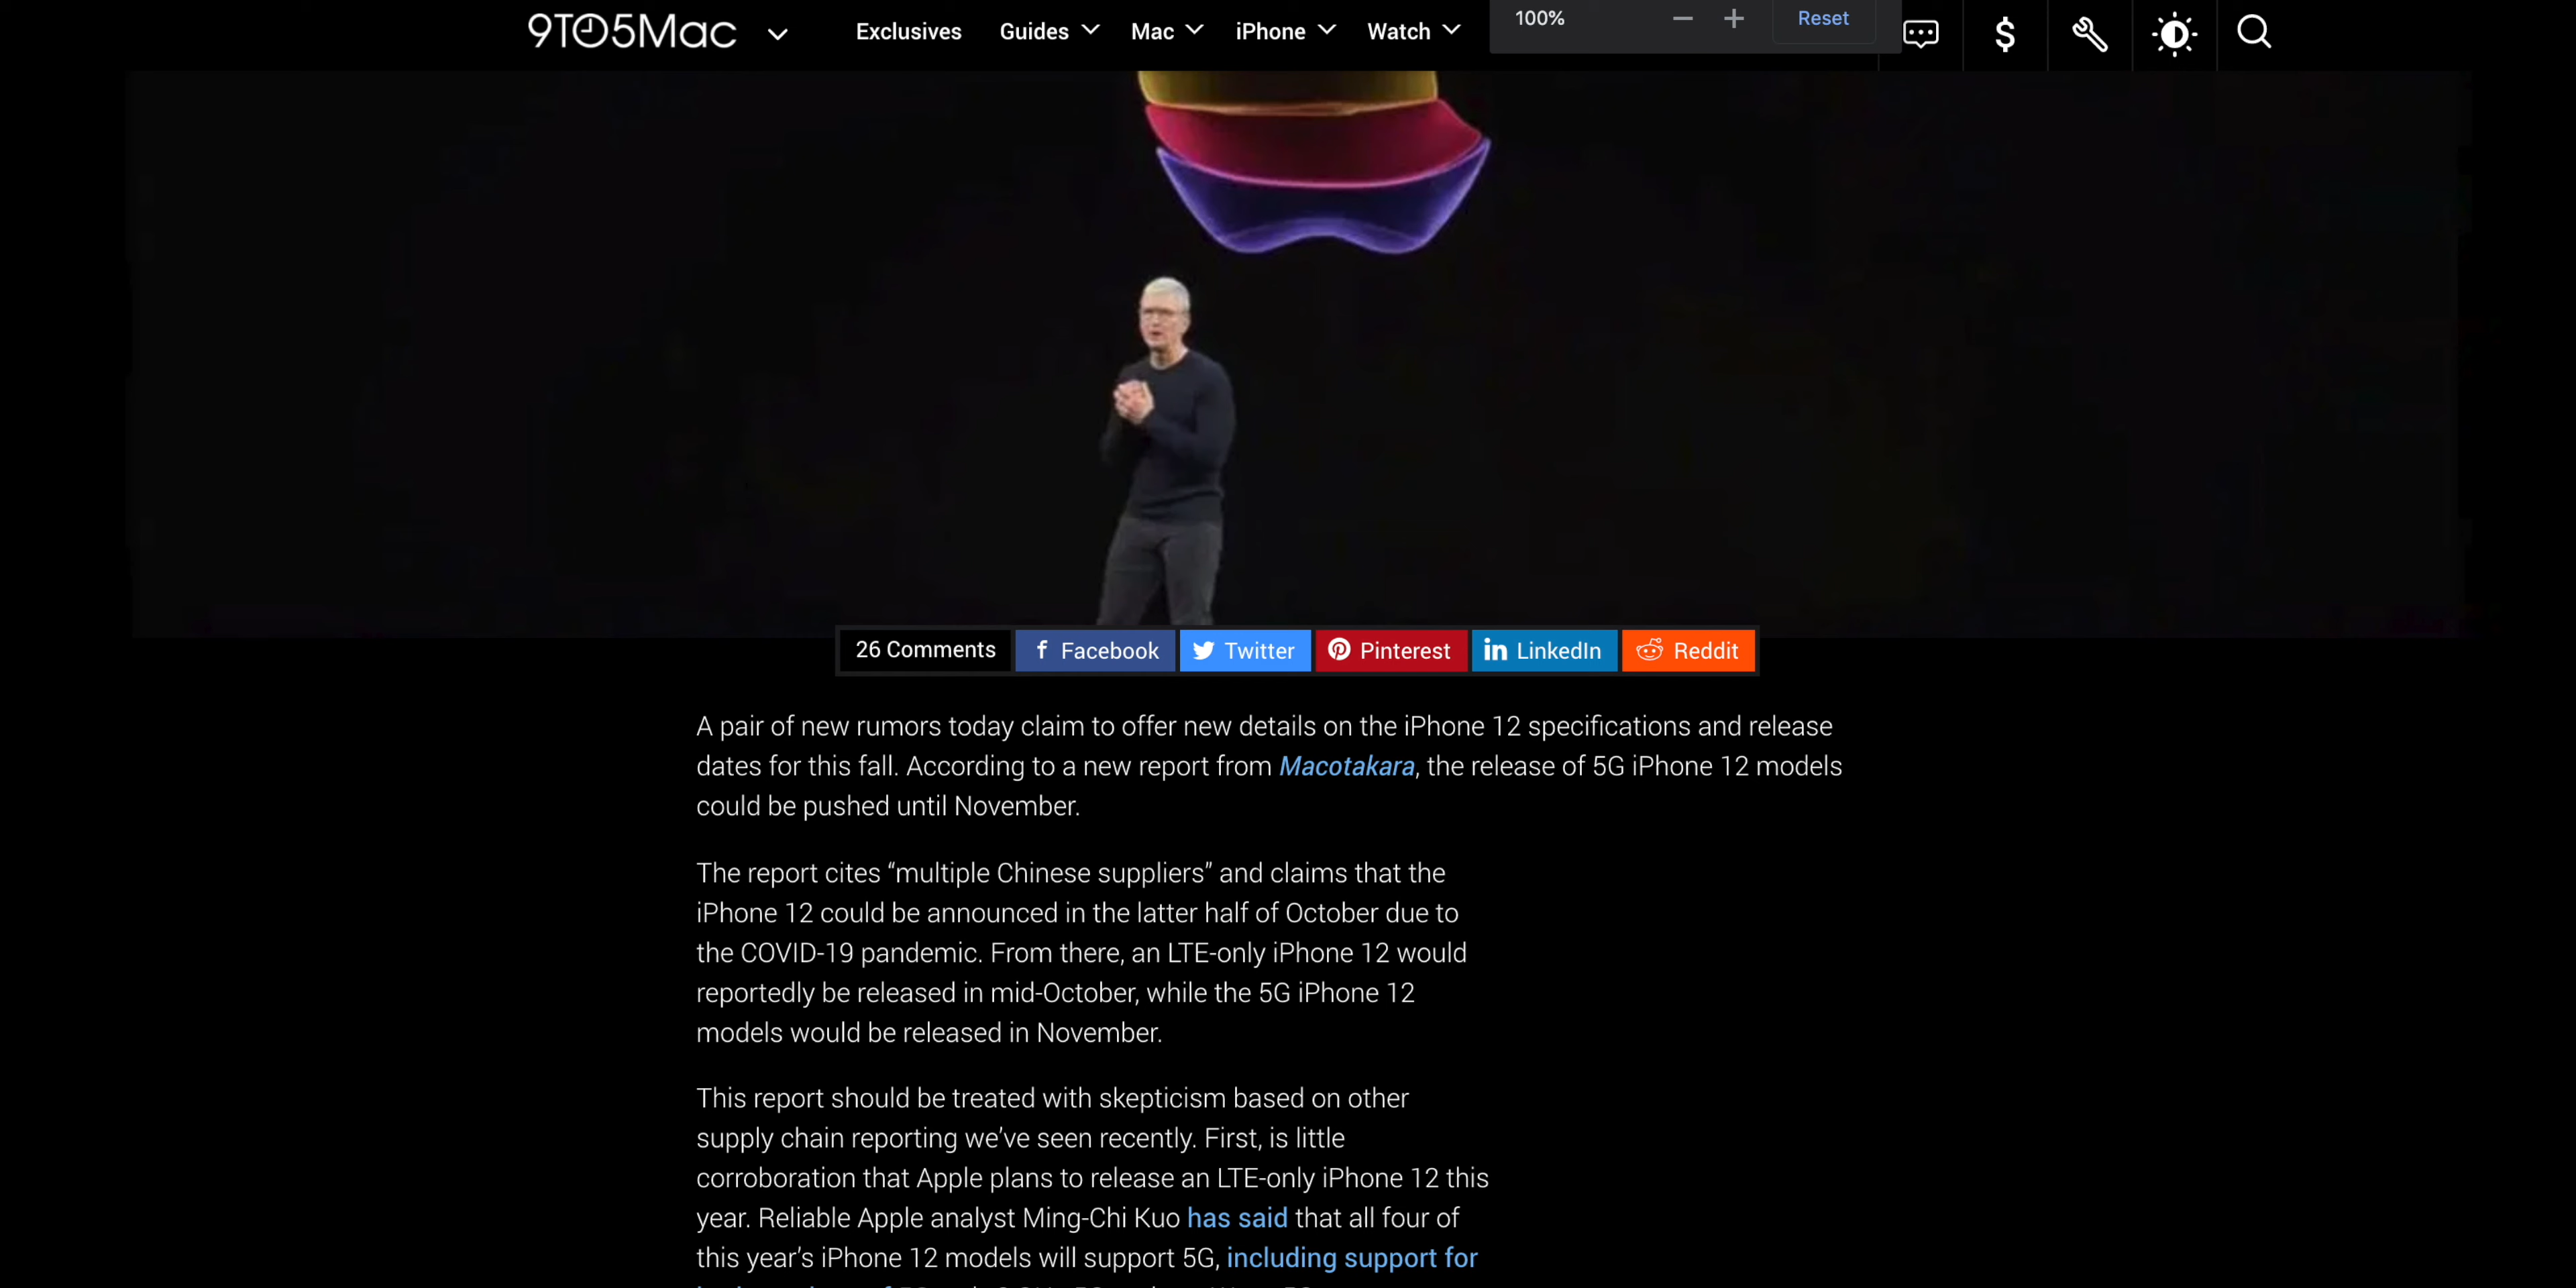 9TO5Mac
Exclusives Guides Mac iPhone Watch
100% − + Reset
26 Comments Facebook Twitter Pinterest LinkedIn Reddit
A pair of new rumors today claim to offer new details on the iPhone 12 specifications and release
dates for this fall. According to a new report from Macotakara, the release of 5G iPhone 12 models
could be pushed until November.
The report cites “multiple Chinese suppliers” and claims that the
iPhone 12 could be announced in the latter half of October due to
the COVID-19 pandemic. From there, an LTE-only iPhone 12 would
reportedly be released in mid-October, while the 5G iPhone 12
models would be released in November.
This report should be treated with skepticism based on other
supply chain reporting we’ve seen recently. First, is little
corroboration that Apple plans to release an LTE-only iPhone 12 this
year. Reliable Apple analyst Ming-Chi Kuo has said that all four of
this year’s iPhone 12 models will support 5G, including support for